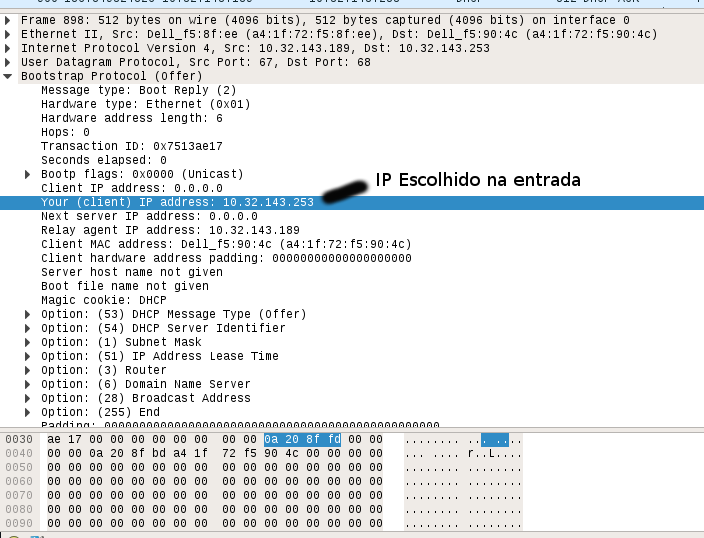 Frame 898: 512 bytes on wire (4096 bits), 512 bytes captured (4096 bits) on interface 0
Ethernet II, Src: Dell_f5:8f:ee (a4:1f:72:f5:8f:ee), Dst: Dell_f5:90:4c (a4:1f:72:f5:90:4c)
Internet Protocol Version 4, Src: 10.32.143.189, Dst: 10.32.143.253
User Datagram Protocol, Src Port: 67, Dst Port: 68
Bootstrap Protocol (Offer)
Message type: Boot Reply (2)
Hardware type: Ethernet (0x01)
Hardware address length: 6
Hops: 0
Transaction ID: 0x7513ae17
Seconds elapsed: 0
Bootp flags: 0x0000 (Unicast)
IP Escolhido na entrada
Client IP address: 0.0.0.0
Your (client) IP address: 10.32.143.253
Next server IP address: 0.0.0.0
Relay agent IP address: 10.32.143.189
Client MAC address: Dell_f5:90:4c (a4:1f:72:f5:90:4c)
Client hardware address padding: 00000000000000000000
Server host name not given
Boot file name not given
Magic cookie: DHCP
Option: (53) DHCP Message Type (Offer)
Option: (54) DHCP Server Identifier
Option: (1) Subnet Mask
Option: (51) IP Address Lease Time
Option: (3) Router
Option: (6) Domain Name Server
Option: (28) Broadcast Address
Option: (255) End
0030 ae 17 00 00 00 00 00 00 00 00 0a 20 8f fd 00 00 ........ .. ....
0040 00 00 0a 20 8f bd a4 1f 72 f5 90 4c 00 00 00 00 ... .... r..L....
0050 00 00 00 00 00 00 00 00 00 00 00 00 00 00 00 00 ........ ........
0060 00 00 00 00 00 00 00 00 00 00 00 00 00 00 00 00 ........ ........
0070 00 00 00 00 00 00 00 00 00 00 00 00 00 00 00 00 ........ ........
0080 00 00 00 00 00 00 00 00 00 00 00 00 00 00 00 00 ........ ........
0090 00 00 00 00 00 00 00 00 00 00 00 00 00 00 00 00 ........ ........